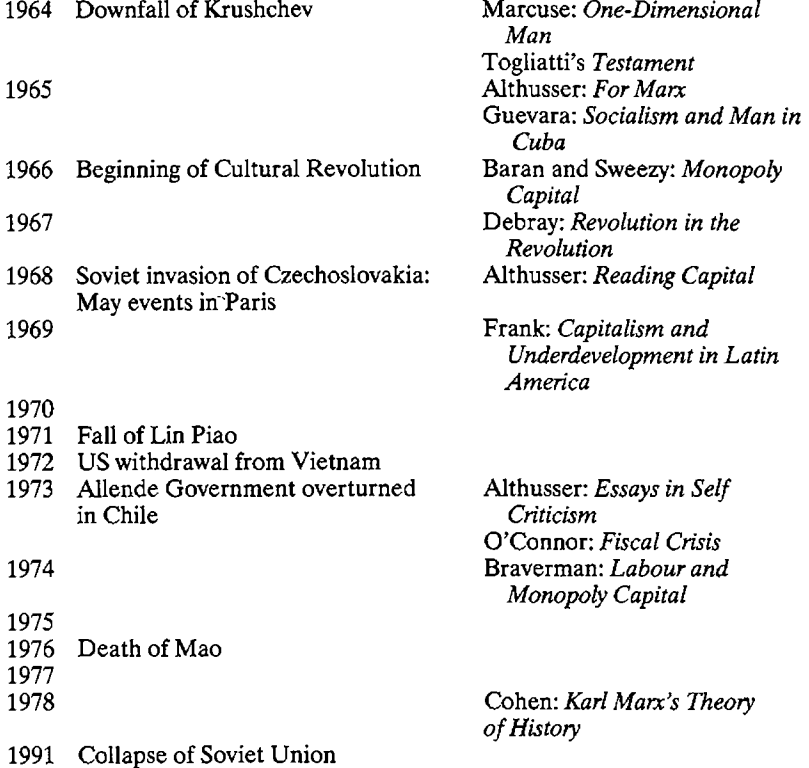 1964 Downfall of Krushchev Marcuse: One-Dimensional
Man
Togliatti's Testament
1965 Althusser: For Marx
Guevara: Socialism and Man in
Cuba
1966 Beginning of Cultural Revolution Baran and Sweezy: Monopoly
Capital
1967 Debray: Revolution in the
Revolution
1968 Soviet invasion of Czechoslovakia: Althusser: Reading Capital
May events in Paris
1969 Frank: Capitalism and
Underdevelopment in Latin
America
1970
1971 Fall of Lin Piao
1972 US withdrawal from Vietnam
1973 Allende Government overturned Althusser: Essays in Self
in Chile Criticism
O'Connor: Fiscal Crisis
1974 Braverman: Labour and
Monopoly Capital
1975
1976 Death of Mao
1977
1978 Cohen: Karl Marx's Theory
of History
1991 Collapse of Soviet Union